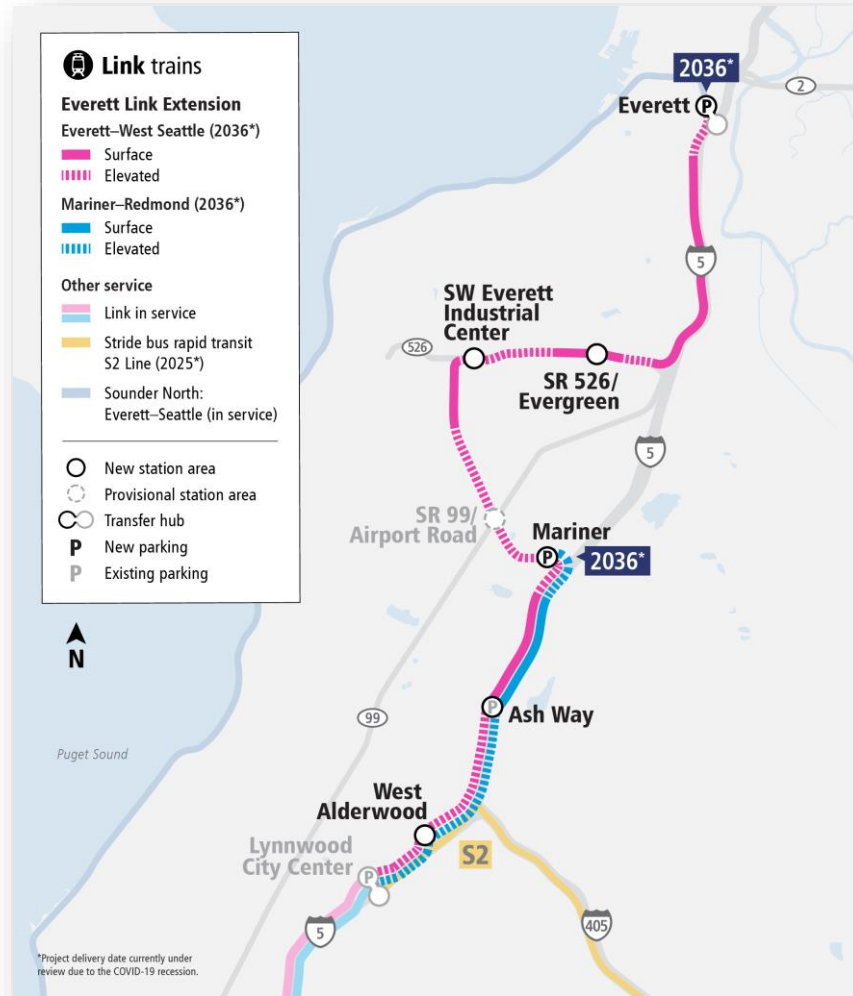 Link trains
Everett Link Extension
Everett–West Seattle (2036*)
Surface
Elevated
Mariner–Redmond (2036*)
Surface
Elevated
Other service
Link in service
Stride bus rapid transit
S2 Line (2025*)
Sounder North:
Everett–Seattle (in service)
New station area
Provisional station area
Transfer hub
P New parking
P Existing parking
N
2036*
2
Everett P
5
SW Everett
Industrial
Center
526
SR 526/
Evergreen
5
SR 99/
Airport Road
Mariner
P
2036*
P Ash Way
99
Puget Sound
West
Alderwood
Lynnwood
City Center
P
S2
5
405
*Project delivery date currently under
review due to the COVID-19 recession.